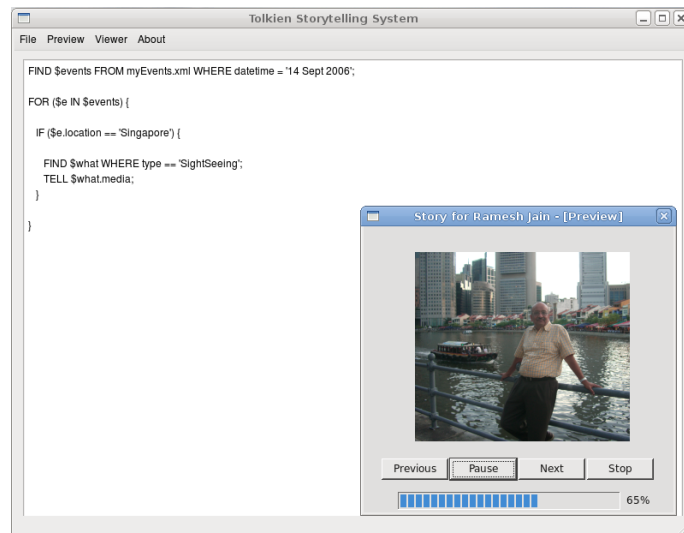 Tolkien Storytelling System
File Preview Viewer About
FIND $events FROM myEvents.xml WHERE datetime = '14 Sept 2006';
FOR ($e IN $events) {
IF ($e.location == 'Singapore') {
FIND $what WHERE type == 'SightSeeing';
TELL $what.media;
}
}
Story for Ramesh Jain - [Preview]
Previous Pause Next Stop
65%